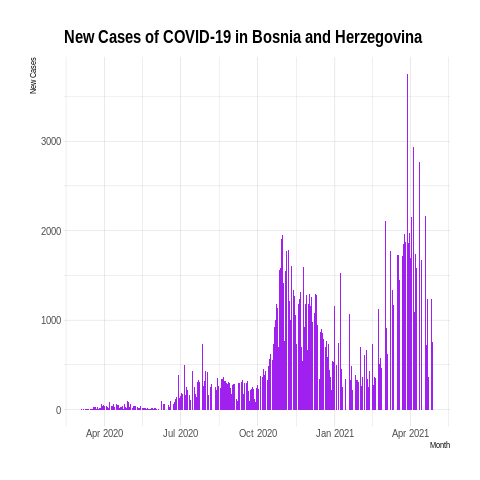 New Cases of COVID-19 in Bosnia and Herzegovina
New Cases
3000
2000
1000
0
Apr 2020
Jul 2020
Oct 2020
Jan 2021
Apr 2021
Month